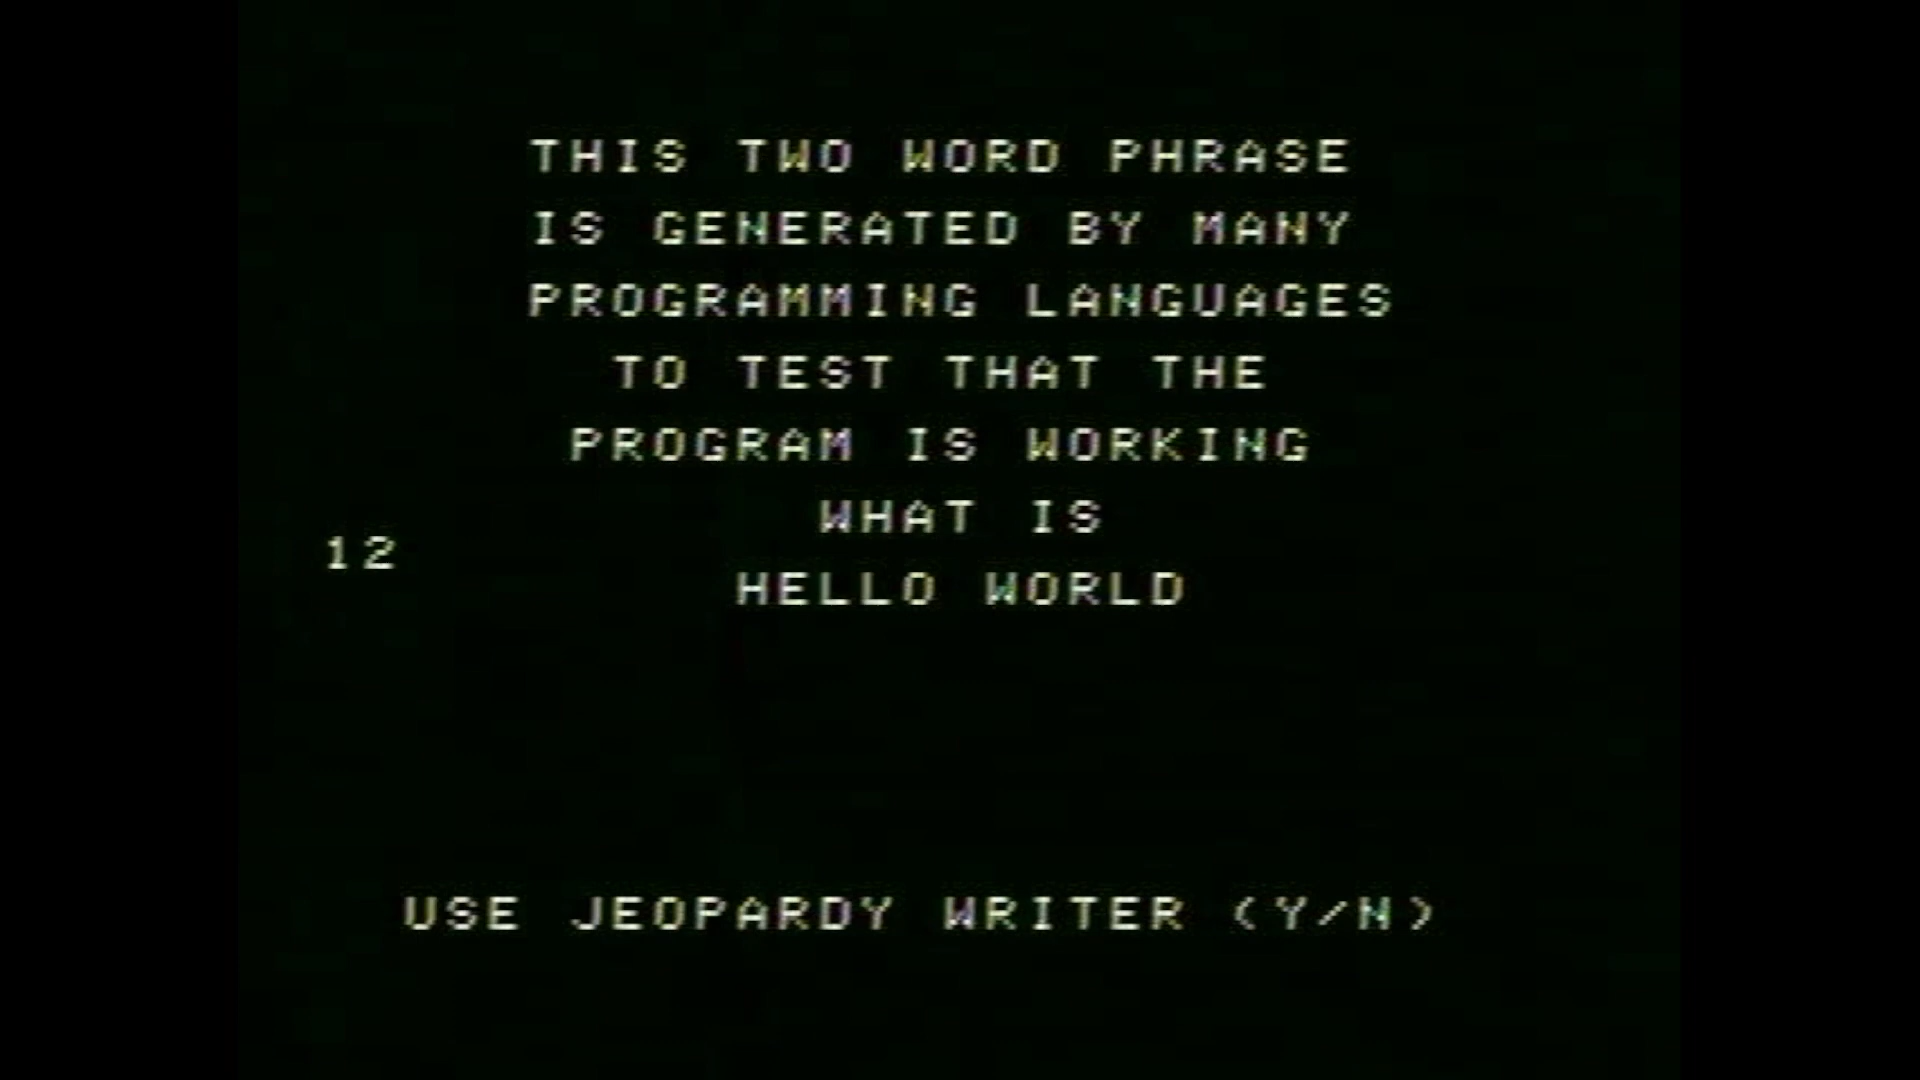 THIS TWO WORD PHRASE
IS GENERATED BY MANY
PROGRAMMING LANGUAGES
TO TEST THAT THE
PROGRAM IS WORKING
WHAT IS
12
HELLO WORLD
USE JEOPARDY WRITER (Y/N)